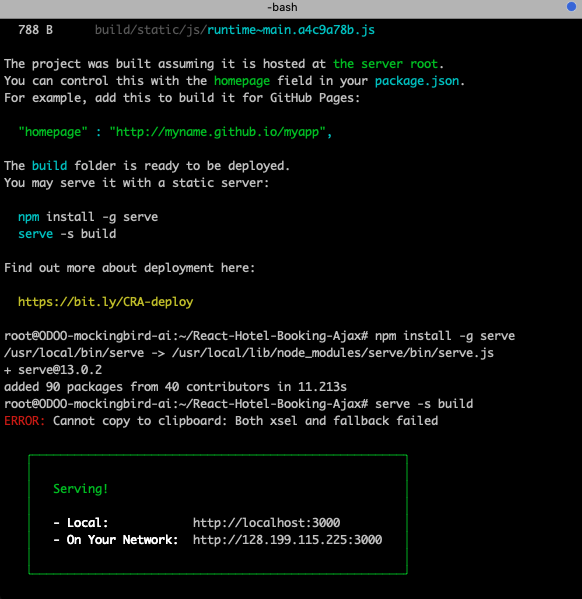 -bash
788 B build/static/js/runtime~main.a4c9a78b.js
The project was built assuming it is hosted at the server root.
You can control this with the homepage field in your package.json.
For example, add this to build it for GitHub Pages:
"homepage" : "http://myname.github.io/myapp",
The build folder is ready to be deployed.
You may serve it with a static server:
npm install -g serve
serve -s build
Find out more about deployment here:
https://bit.ly/CRA-deploy
root@ODOO-mockingbird-ai:~/React-Hotel-Booking-Ajax# npm install -g serve
/usr/local/bin/serve -> /usr/local/lib/node_modules/serve/bin/serve.js
+ serve@13.0.2
added 90 packages from 40 contributors in 11.213s
root@ODOO-mockingbird-ai:~/React-Hotel-Booking-Ajax# serve -s build
ERROR: Cannot copy to clipboard: Both xsel and fallback failed
Serving!
- Local: http://localhost:3000
- On Your Network: http://128.199.115.225:3000